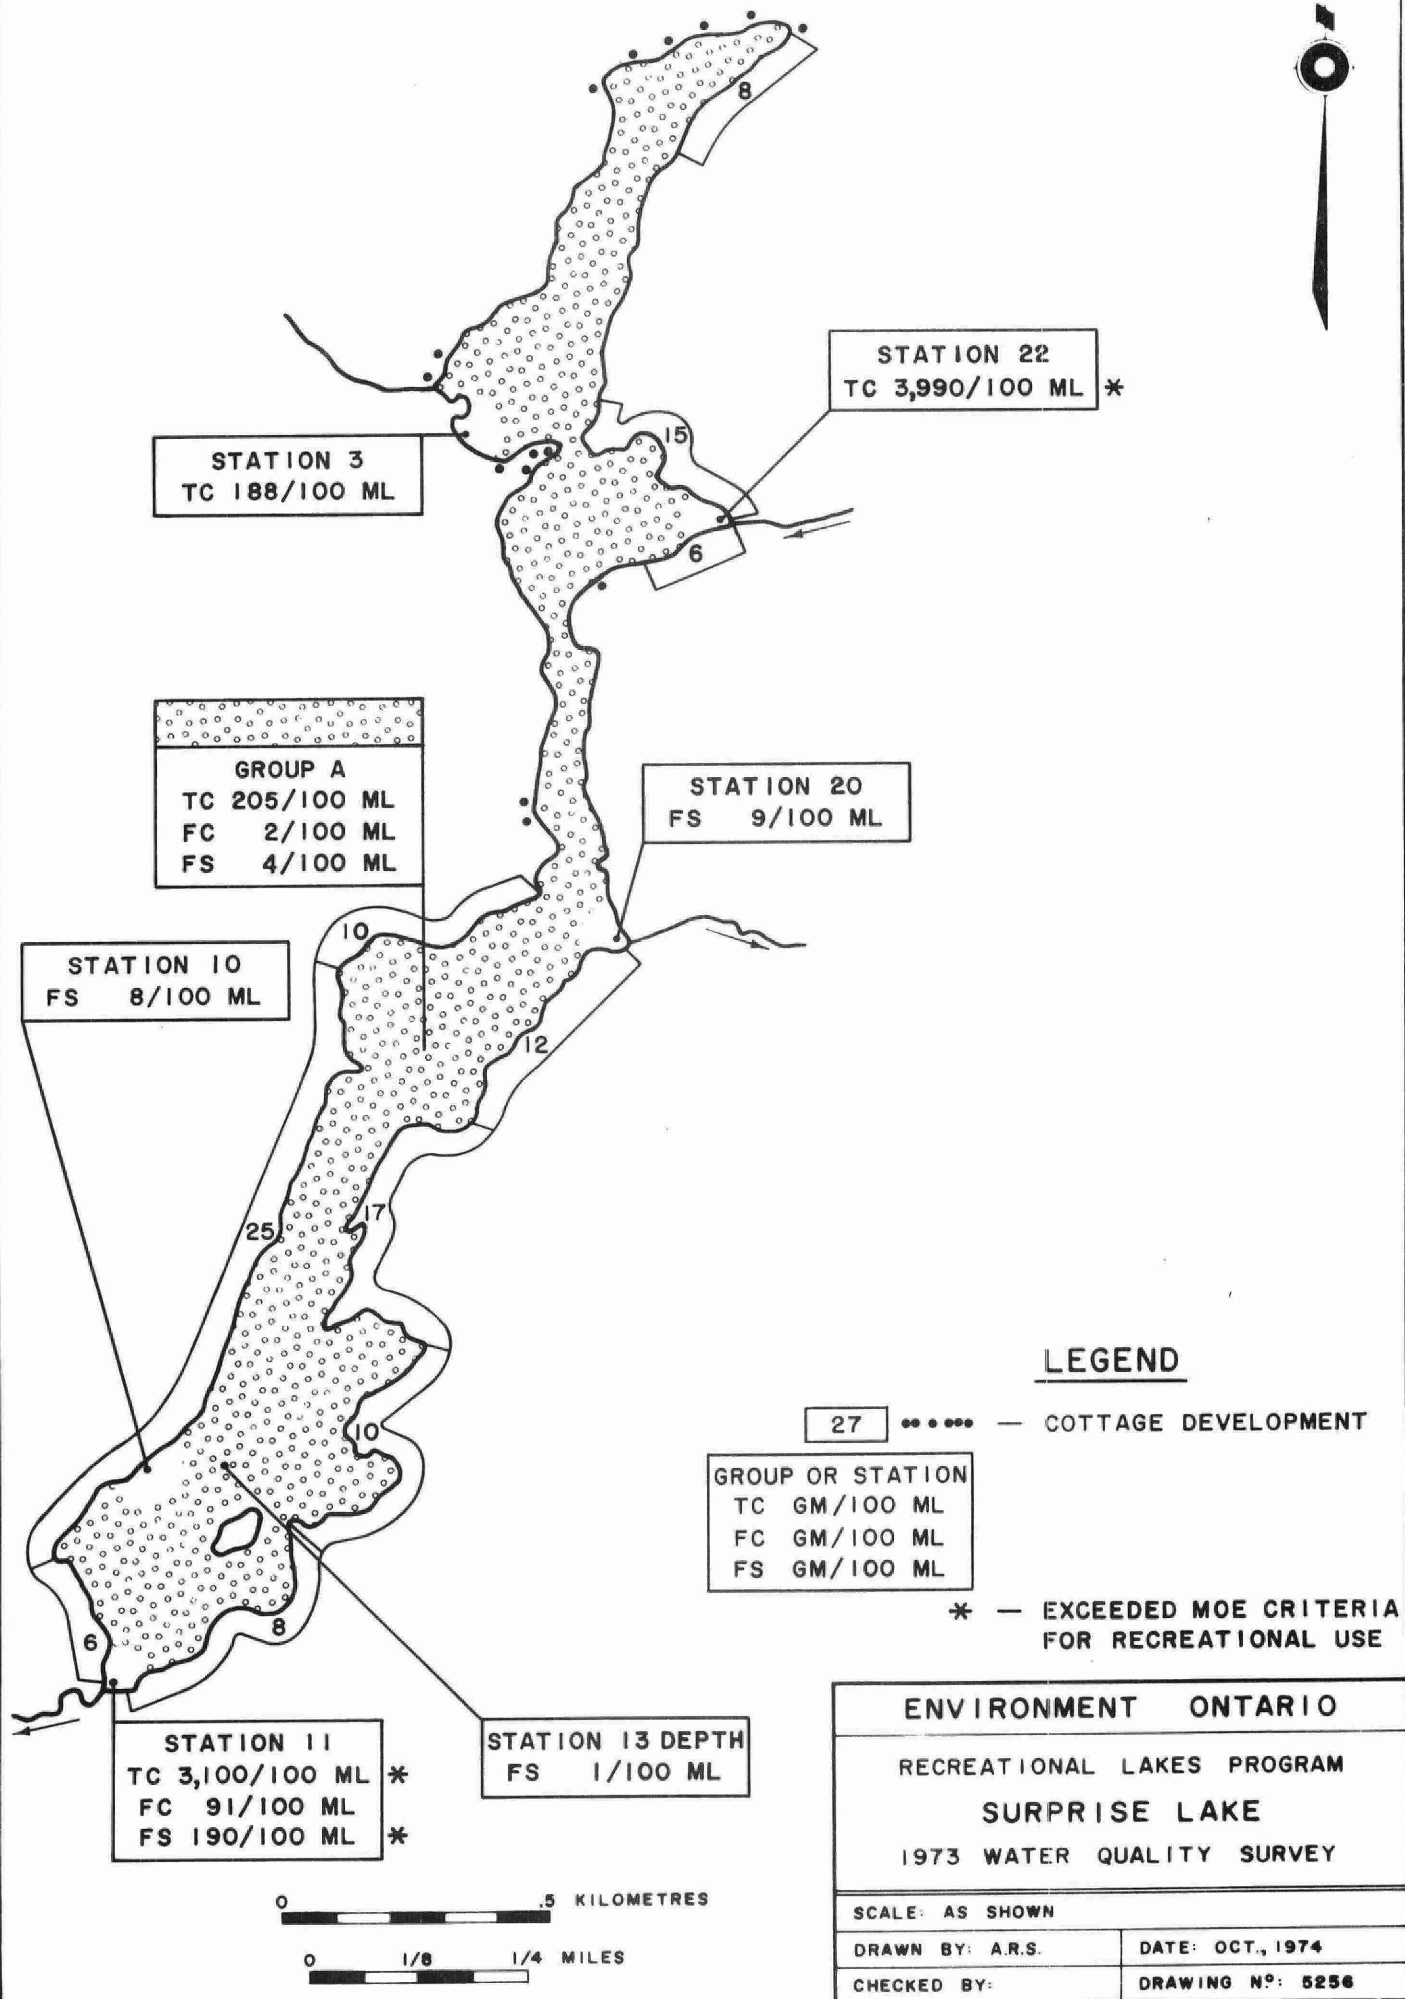 8
STATION 22
TC 3,990/100 ML *
15
STATION 3
TC 188/100 ML
6
GROUP A
TC 205/100 ML
FC 2/100 ML
FS 4/100 ML
STATION 20
FS 9/100 ML
10
STATION 10
FS 8/100 ML
12
17
25
LEGEND
27 — COTTAGE DEVELOPMENT
10
GROUP OR STATION
TC GM/100 ML
FC GM/100 ML
FS GM/100 ML
* — EXCEEDED MOE CRITERIA
FOR RECREATIONAL USE
8
6
STATION 11
TC 3,100/100 ML *
FC 91/100 ML
FS 190/100 ML *
STATION 13 DEPTH
FS 1/100 ML
ENVIRONMENT ONTARIO
RECREATIONAL LAKES PROGRAM
SURPRISE LAKE
1973 WATER QUALITY SURVEY
SCALE: AS SHOWN
DRAWN BY: A.R.S.
DATE: OCT., 1974
CHECKED BY:
DRAWING Nº: 5256
0 .5 KILOMETRES
0 1/8 1/4 MILES